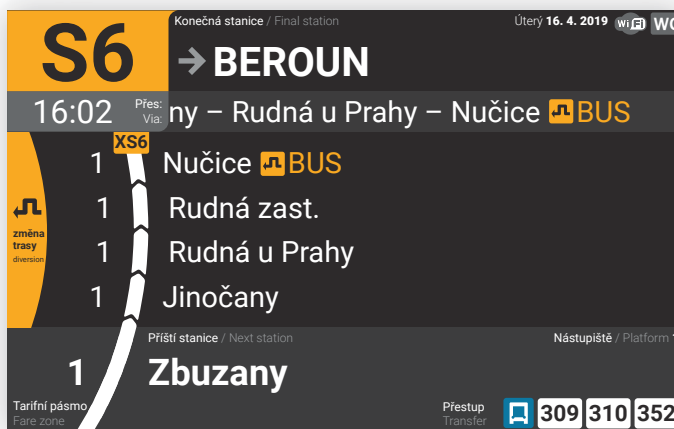 S6
Konečná stanice / Final station
Úterý 16. 4. 2019 WiFi WC
BEROUN
16:02
Přes:
Via:
ny – Rudná u Prahy – Nučice BUS
XS6
1 Nučice BUS
1 Rudná zast.
změna
trasy
diversion
1 Rudná u Prahy
1 Jinočany
Příští stanice / Next station
Nástupiště / Platform
1 Zbuzany
Tarifní pásmo
Fare zone
Přestup
Transfer
309 310 352